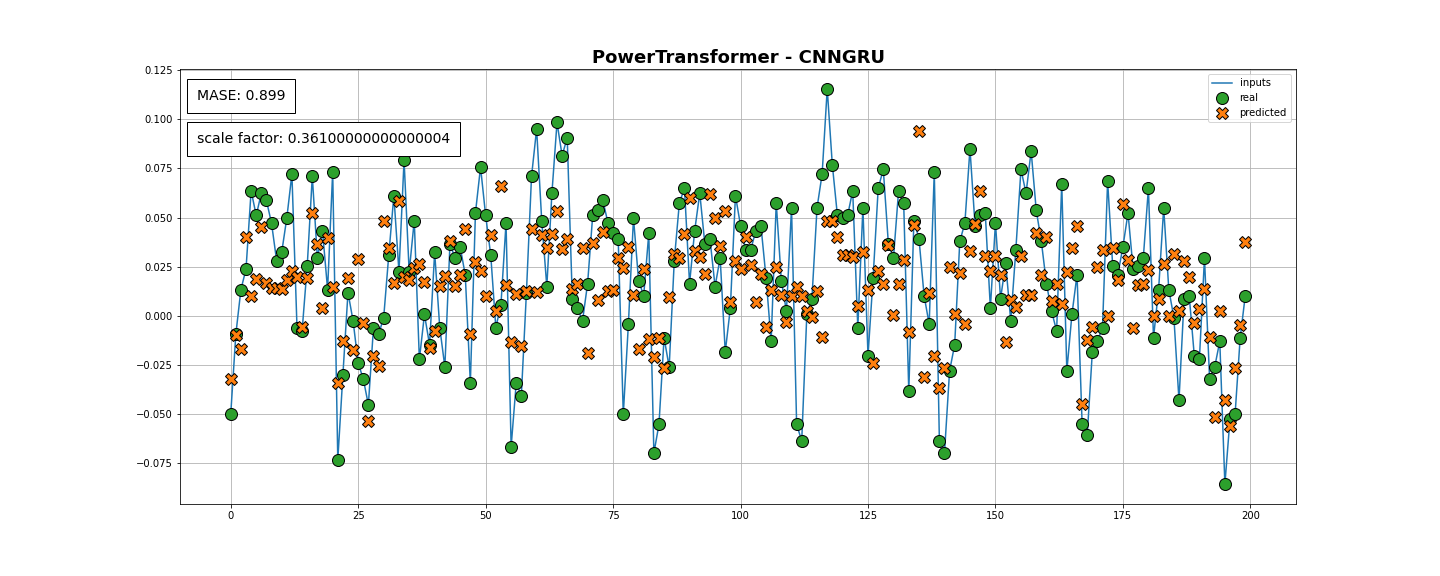 PowerTransformer - CNNGRU
MASE: 0.899
scale factor: 0.36100000000000004
inputs
real
predicted
0.125
0.100
0.075
0.050
0.025
0.000
−0.025
−0.050
−0.075
0 25 50 75 100 125 150 175 200